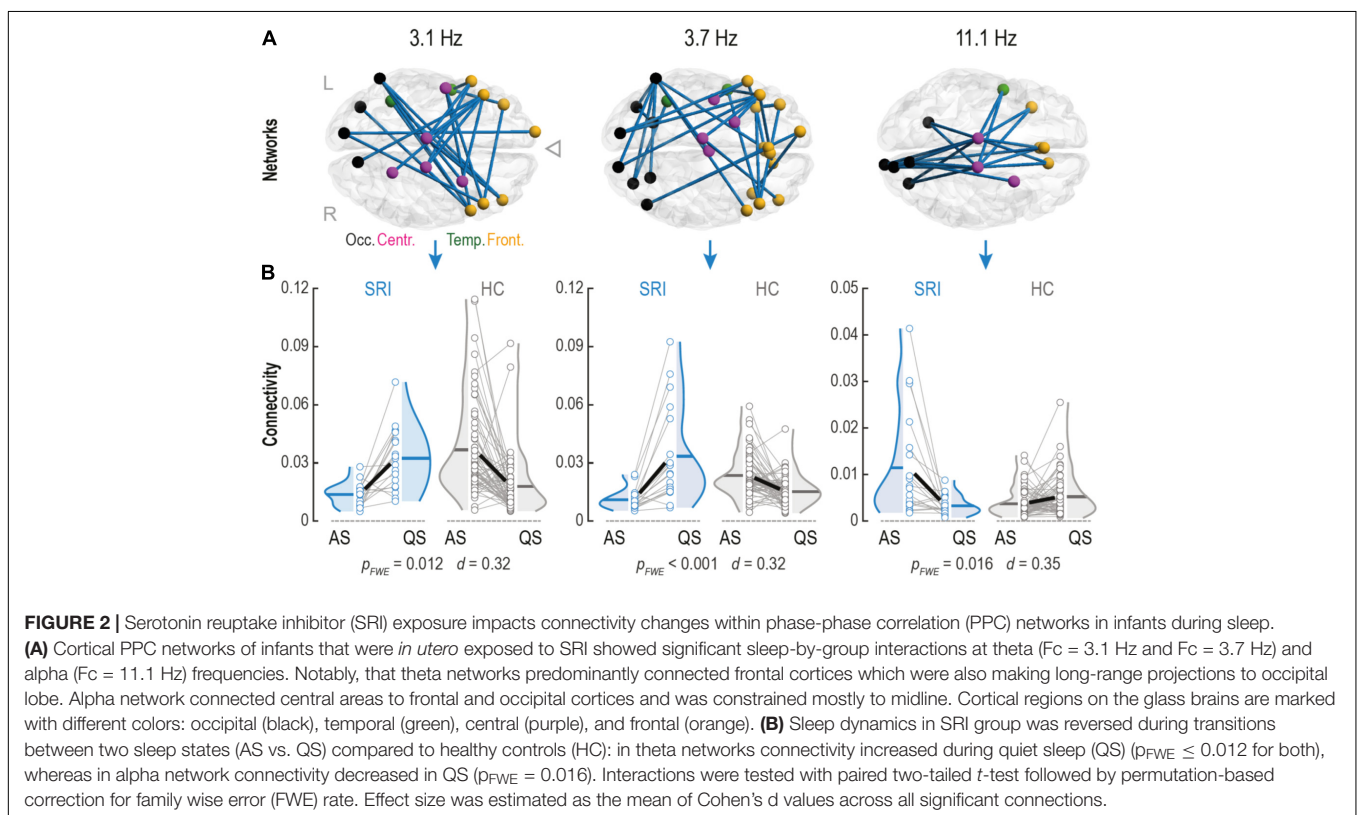 A
3.1 Hz 3.7 Hz 11.1 Hz
L
Networks
R
Occ. Centr. Temp. Front.
B
0.12 SRI HC 0.12 SRI HC 0.05 SRI HC
0.09 0.09 0.04
0.03
0.06 0.06
0.02
0.03 0.03
0.01
0 0 0
Connectivity
AS QS AS QS AS QS
pFWE = 0.012 d = 0.32 pFWE < 0.001 d = 0.32 pFWE = 0.016 d = 0.35
FIGURE 2 | Serotonin reuptake inhibitor (SRI) exposure impacts connectivity changes within phase-phase correlation (PPC) networks in infants during sleep.
(A) Cortical PPC networks of infants that were in utero exposed to SRI showed significant sleep-by-group interactions at theta (Fc = 3.1 Hz and Fc = 3.7 Hz) and
alpha (Fc = 11.1 Hz) frequencies. Notably, that theta networks predominantly connected frontal cortices which were also making long-range projections to occipital
lobe. Alpha network connected central areas to frontal and occipital cortices and was constrained mostly to midline. Cortical regions on the glass brains are marked
with different colors: occipital (black), temporal (green), central (purple), and frontal (orange). (B) Sleep dynamics in SRI group was reversed during transitions
between two sleep states (AS vs. QS) compared to healthy controls (HC): in theta networks connectivity increased during quiet sleep (QS) (pFWE ≤ 0.012 for both),
whereas in alpha network connectivity decreased in QS (pFWE = 0.016). Interactions were tested with paired two-tailed t-test followed by permutation-based
correction for family wise error (FWE) rate. Effect size was estimated as the mean of Cohen's d values across all significant connections.